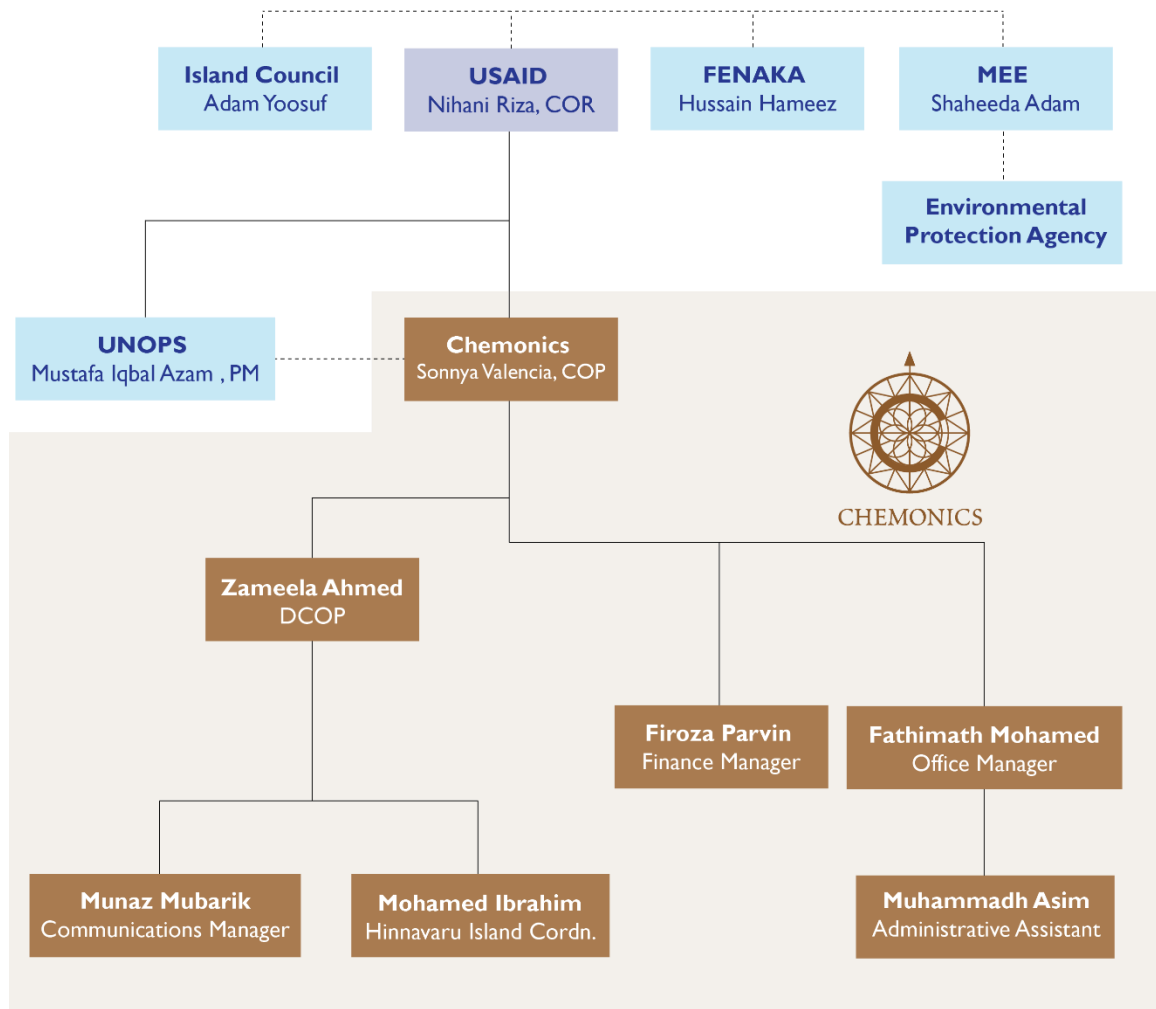 Island Council
Adam Yoosuf
USAID
Nihani Riza, COR
FENAKA
Hussain Hameez
MEE
Shaheeda Adam
Environmental
Protection Agency
UNOPS
Mustafa Iqbal Azam , PM
Chemonics
Sonnya Valencia, COP
CHEMONICS
Zameela Ahmed
DCOP
Firoza Parvin
Finance Manager
Fathimath Mohamed
Office Manager
Munaz Mubarik
Communications Manager
Mohamed Ibrahim
Hinnavaru Island Cordn.
Muhammadh Asim
Administrative Assistant